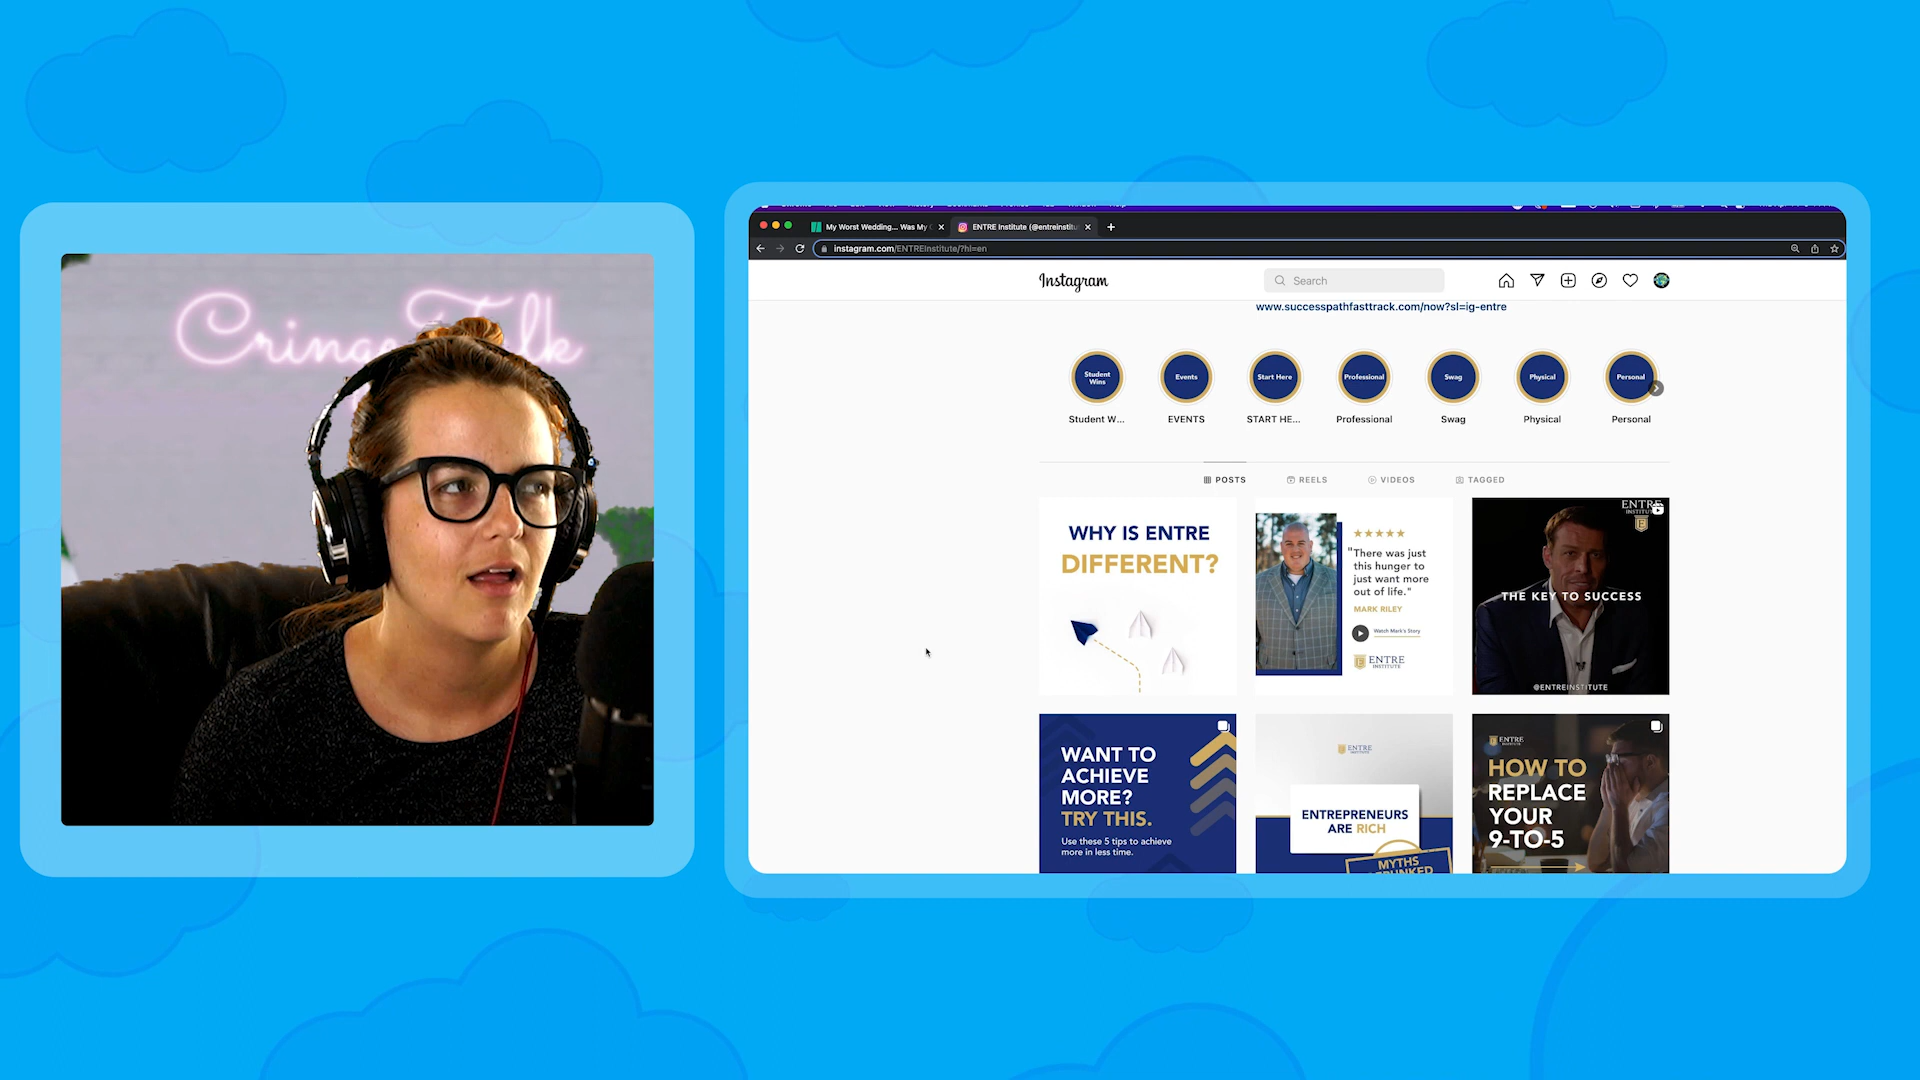 Cringe Talk
My Worst Wedding... Was My
ENTRE Institute (@entreinstitu
instagram.com/ENTREInstitute/?hl=en
Instagram
Search
www.successpathfasttrack.com/now?sl=ig-entre
Student Wins
Events
Start Here
Professional
Swag
Physical
Personal
Student W...
EVENTS
START HE...
Professional
Swag
Physical
Personal
POSTS
REELS
VIDEOS
TAGGED
WHY IS ENTRE
DIFFERENT?
"There was just
this hunger to
just want more
out of life."
MARK RILEY
Watch Mark's Story
ENTRE
INSTITUTE
ENTRE
THE KEY TO SUCCESS
@ENTREINSTITUTE
WANT TO
ACHIEVE
MORE?
TRY THIS.
Use these 5 tips to achieve
more in less time.
ENTRE
INSTITUTE
ENTREPRENEURS
ARE RICH
MYTHS
ENTRE
INSTITUTE
HOW TO
REPLACE
YOUR
9-TO-5